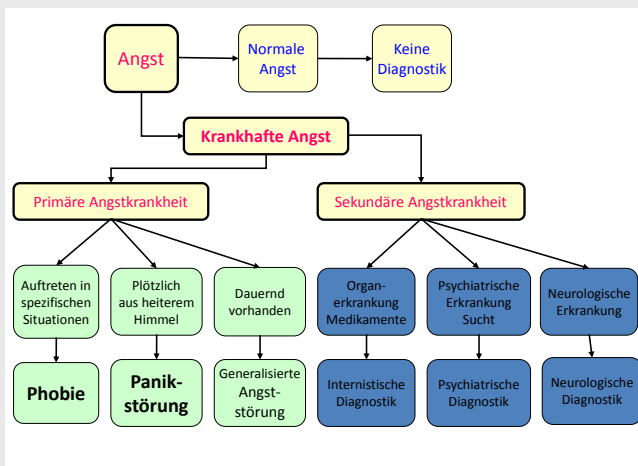 Angst
Normale
Angst
Keine
Diagnostik
Krankhafte Angst
Primäre Angstkrankheit
Sekundäre Angstkrankheit
Auftreten in
spezifischen
Situationen
Plötzlich
aus heiterem
Himmel
Dauernd
vorhanden
Organ-
erkrankung
Medikamente
Psychiatrische
Erkrankung
Sucht
Neurologische
Erkrankung
Phobie
Panik-
störung
Generalisierte
Angst-
störung
Internistische
Diagnostik
Psychiatrische
Diagnostik
Neurologische
Diagnostik